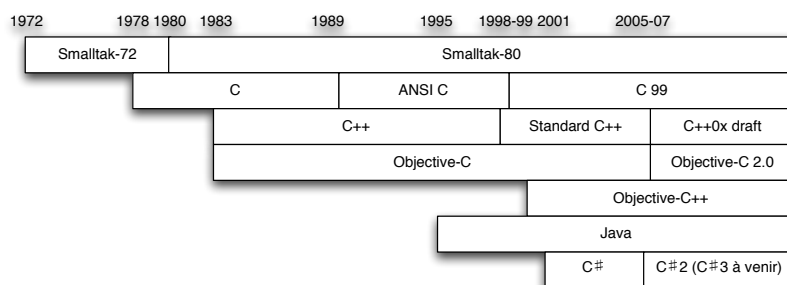 1972 1978 1980 1983 1989 1995 1998-99 2001 2005-07
Smalltak-72 Smalltak-80
C ANSI C C 99
C++ Standard C++ C++0x draft
Objective-C Objective-C 2.0
Objective-C++
Java
C♯ C♯2 (C♯3 à venir)